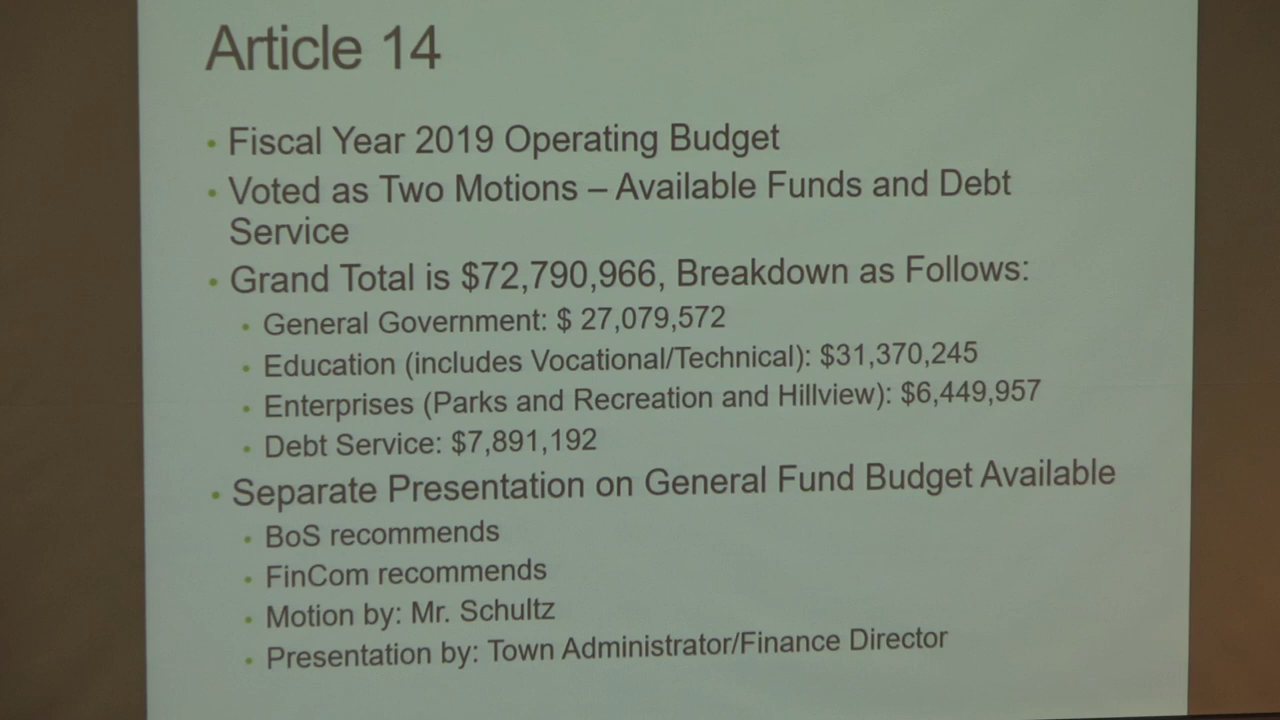 Article 14
• Fiscal Year 2019 Operating Budget
• Voted as Two Motions – Available Funds and Debt
Service
• Grand Total is $72,790,966, Breakdown as Follows:
• General Government: $ 27,079,572
• Education (includes Vocational/Technical): $31,370,245
• Enterprises (Parks and Recreation and Hillview): $6,449,957
• Debt Service: $7,891,192
• Separate Presentation on General Fund Budget Available
• BoS recommends
• FinCom recommends
• Motion by: Mr. Schultz
• Presentation by: Town Administrator/Finance Director